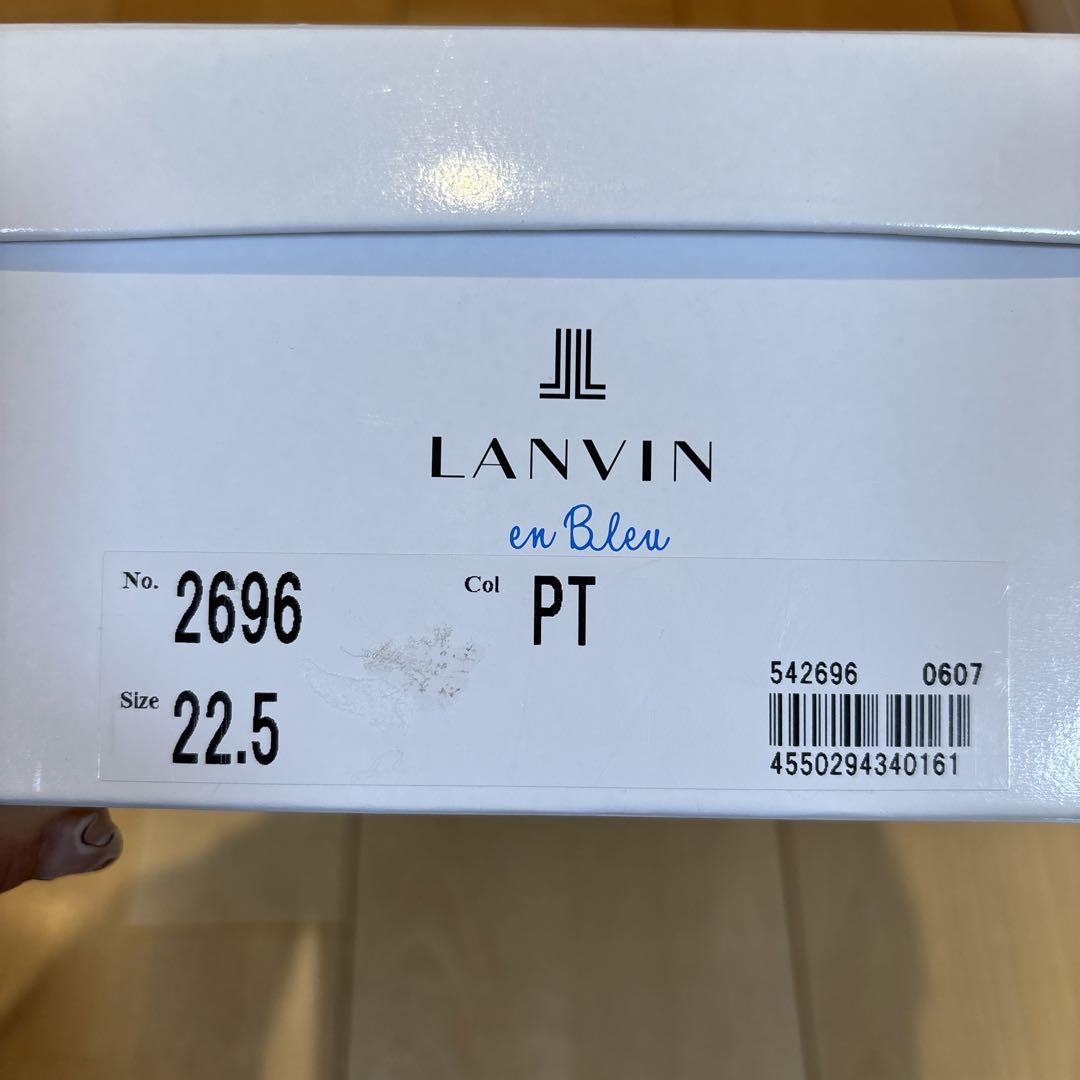 LANVIN
en Bleu
No. 2696 Col PT
Size 22.5
542696 0607
4550294340161